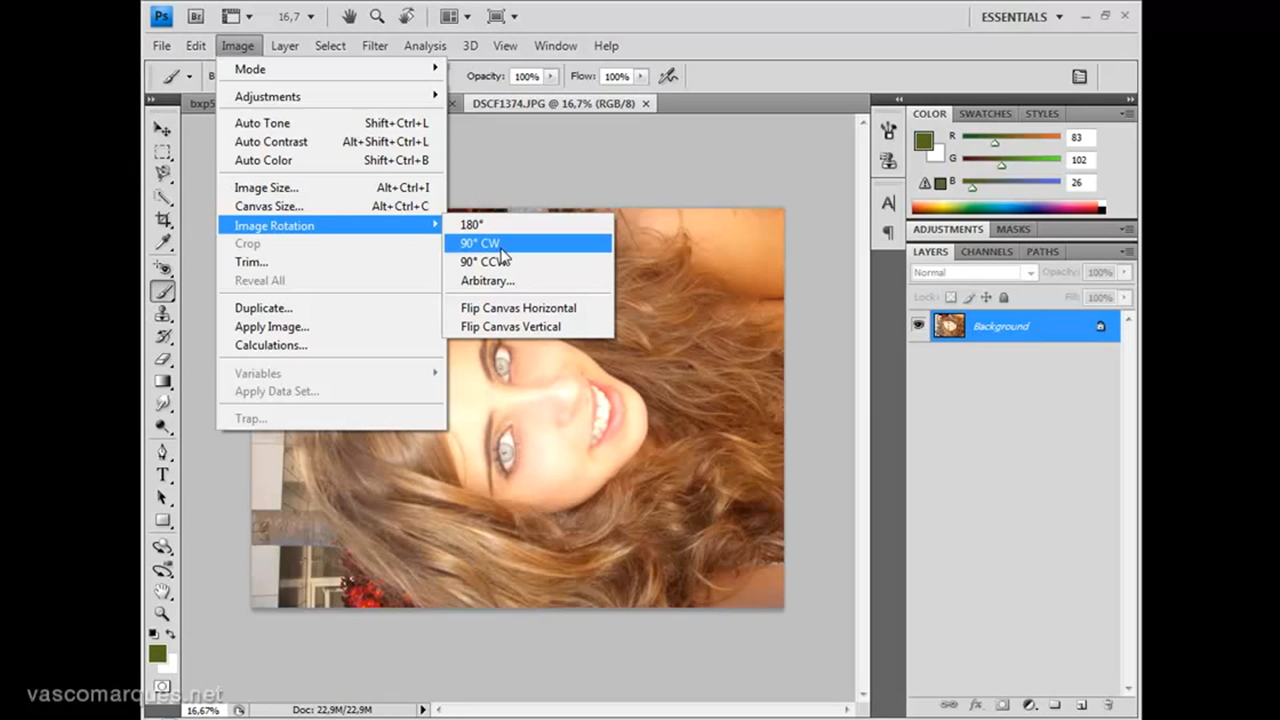 Ps Br 16,7 ESSENTIALS
File Edit Image Layer Select Filter Analysis 3D View Window Help
Opacity: 100% Flow: 100%
DSCF1374.JPG @ 16,7% (RGB/8)
Mode
Adjustments
Auto Tone Shift+Ctrl+L
Auto Contrast Alt+Shift+Ctrl+L
Auto Color Shift+Ctrl+B
Image Size... Alt+Ctrl+I
Canvas Size... Alt+Ctrl+C
Image Rotation
Crop
Trim...
Reveal All
Duplicate...
Apply Image...
Calculations...
Variables
Apply Data Set...
Trap...
180°
90° CW
90° CCW
Arbitrary...
Flip Canvas Horizontal
Flip Canvas Vertical
COLOR SWATCHES STYLES
R 83
G 102
B 26
ADJUSTMENTS MASKS
LAYERS CHANNELS PATHS
Normal Opacity: 100%
Lock: Fill: 100%
Background
16,67% Doc: 22,9M/22,9M
vascomarques.net